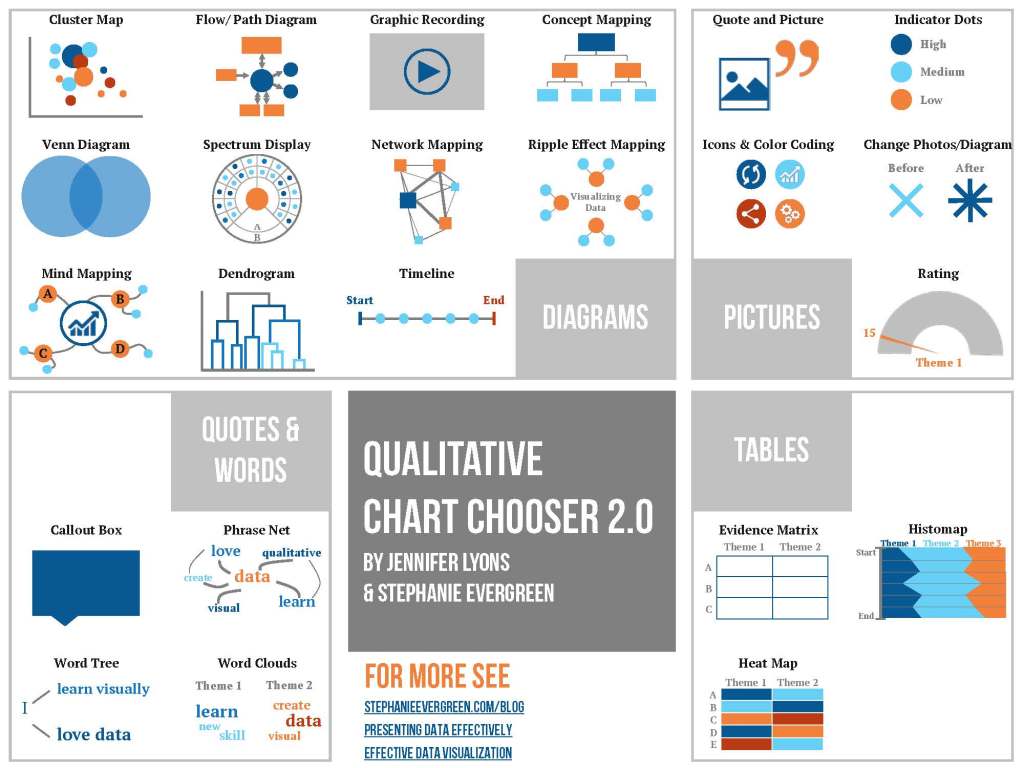 Cluster Map
Flow/ Path Diagram
Graphic Recording
Concept Mapping
Venn Diagram
Spectrum Display
A
B
Network Mapping
Ripple Effect Mapping
Visualizing
Data
Mind Mapping
A
B
C
D
Dendrogram
Timeline
Start
End
DIAGRAMS
Quote and Picture
”
Indicator Dots
High
Medium
Low
Icons & Color Coding
Change Photos/Diagram
Before
After
PICTURES
Rating
15
Theme 1
QUOTES &
WORDS
Callout Box
Phrase Net
love
qualitative
create
data
visual
learn
Word Tree
I
learn visually
love data
Word Clouds
Theme 1
Theme 2
learn
new
skill
create
data
visual
QUALITATIVE
CHART CHOOSER 2.0
BY JENNIFER LYONS
& STEPHANIE EVERGREEN
FOR MORE SEE
STEPHANIEEVERGREEN.COM/BLOG
PRESENTING DATA EFFECTIVELY
EFFECTIVE DATA VISUALIZATION
TABLES
Evidence Matrix
Theme 1
Theme 2
A
B
C
Histomap
Theme 1
Theme 2
Theme 3
Start
End
Heat Map
Theme 1
Theme 2
A
B
C
D
E